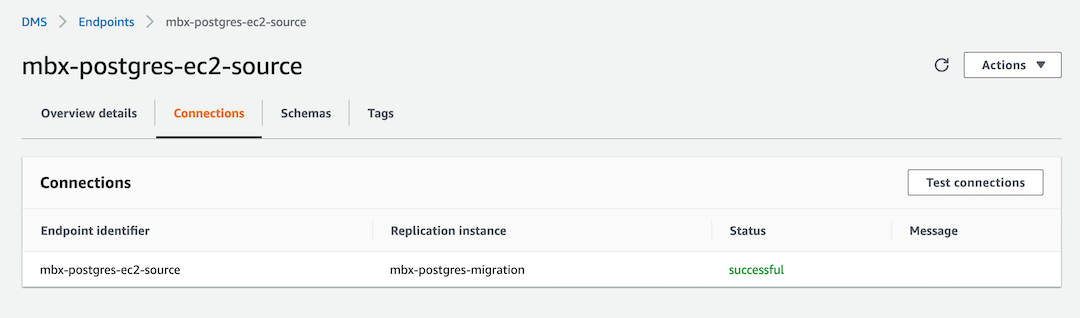 DMS > Endpoints > mbx-postgres-ec2-source
mbx-postgres-ec2-source
Actions
Overview details Connections Schemas Tags
Connections
Test connections
Endpoint identifier Replication instance Status Message
mbx-postgres-ec2-source mbx-postgres-migration successful